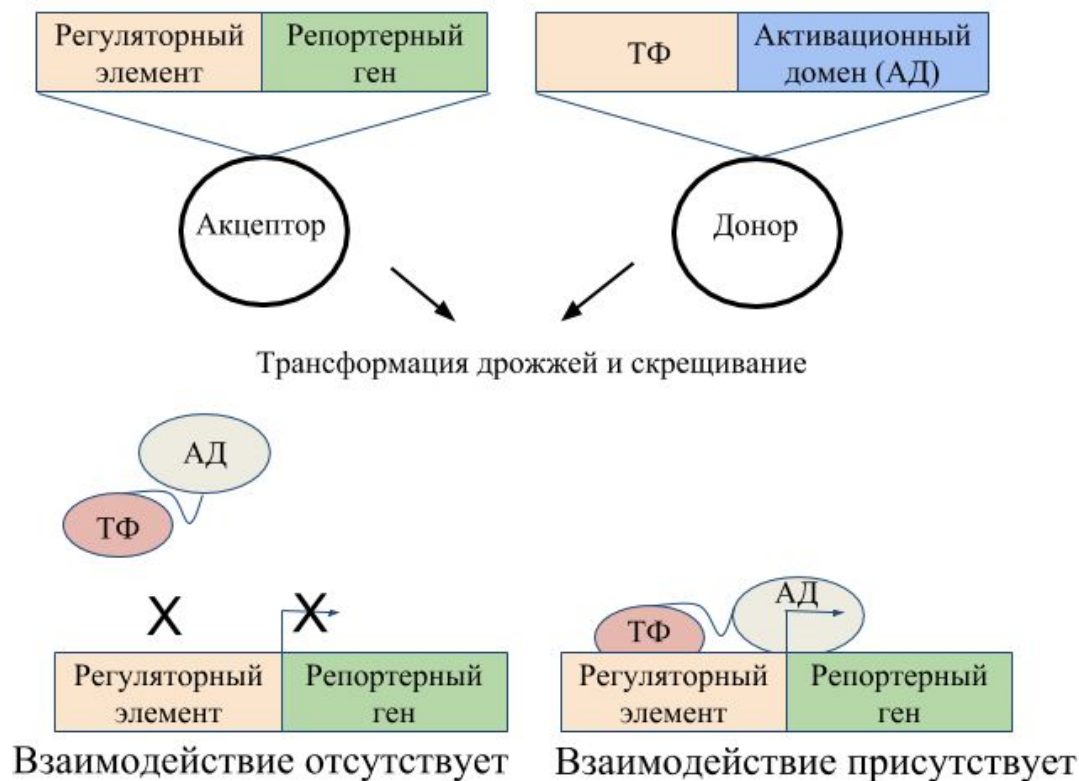 Регуляторный
элемент
Репортерный
ген
ТФ
Активационный
домен (АД)
Акцептор
Донор
Трансформация дрожжей и скрещивание
АД
ТФ
X
X
АД
ТФ
Регуляторный
элемент
Репортерный
ген
Регуляторный
элемент
Репортерный
ген
Взаимодействие отсутствует
Взаимодействие присутствует